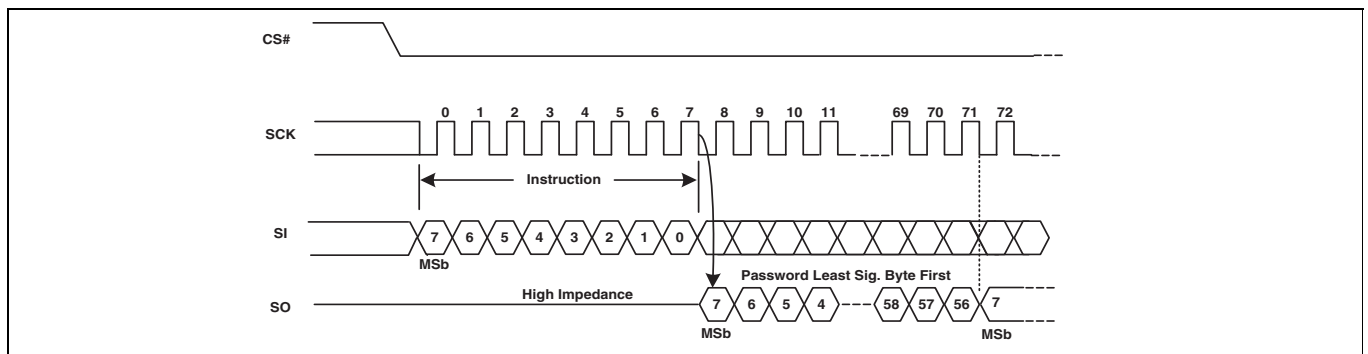 CS#
0 1 2 3 4 5 6 7 8 9 10 11 69 70 71 72
SCK
Instruction
SI
7 6 5 4 3 2 1 0
MSb
Password Least Sig. Byte First
High Impedance
SO
7 6 5 4 58 57 56 7
MSb MSb